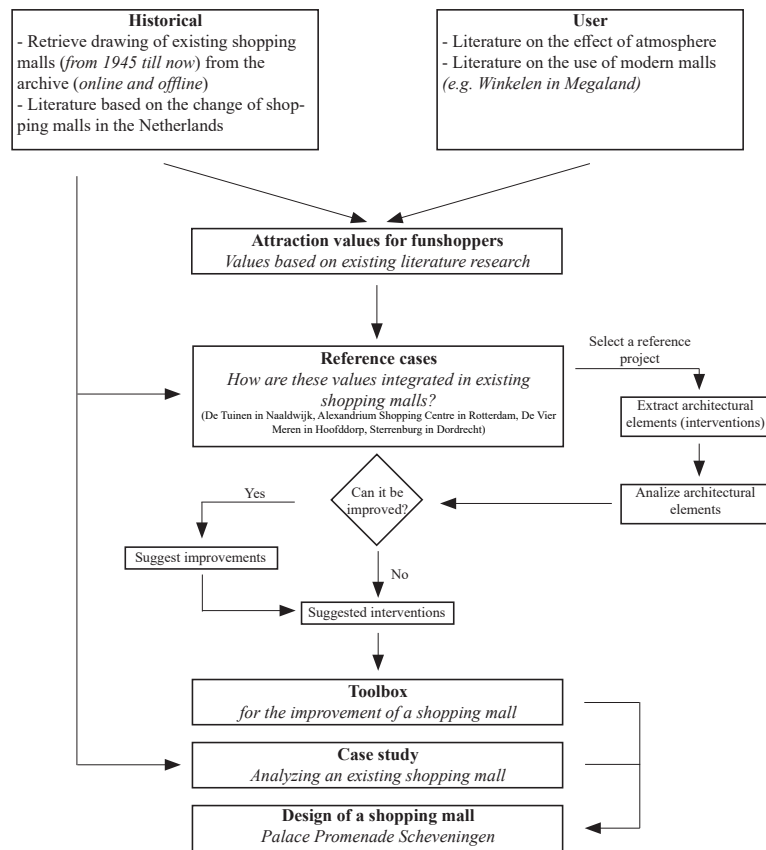 Historical
- Retrieve drawing of existing shopping
malls (from 1945 till now) from the
archive (online and offline)
- Literature based on the change of shop-
ping malls in the Netherlands
User
- Literature on the effect of atmosphere
- Literature on the use of modern malls
(e.g. Winkelen in Megaland)
Attraction values for funshoppers
Values based on existing literature research
Reference cases
How are these values integrated in existing
shopping malls?
(De Tuinen in Naaldwijk, Alexandrium Shopping Centre in Rotterdam, De Vier
Meren in Hoofddorp, Sterrenburg in Dordrecht)
Select a reference
project
Extract architectural
elements (interventions)
Analize architectural
elements
Can it be
improved?
Yes
Suggest improvements
No
Suggested interventions
Toolbox
for the improvement of a shopping mall
Case study
Analyzing an existing shopping mall
Design of a shopping mall
Palace Promenade Scheveningen